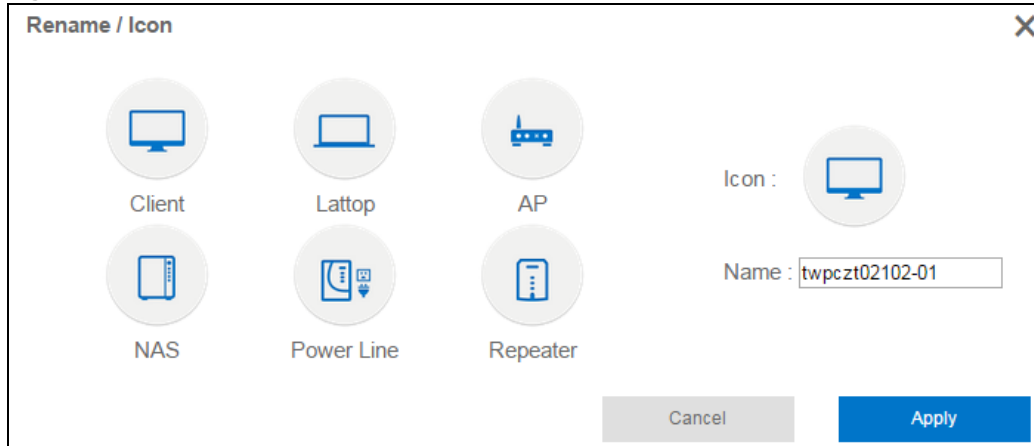 Rename / Icon
Client Lattop AP
Icon :
NAS Power Line Repeater
Name : twpczt02102-01
Cancel Apply